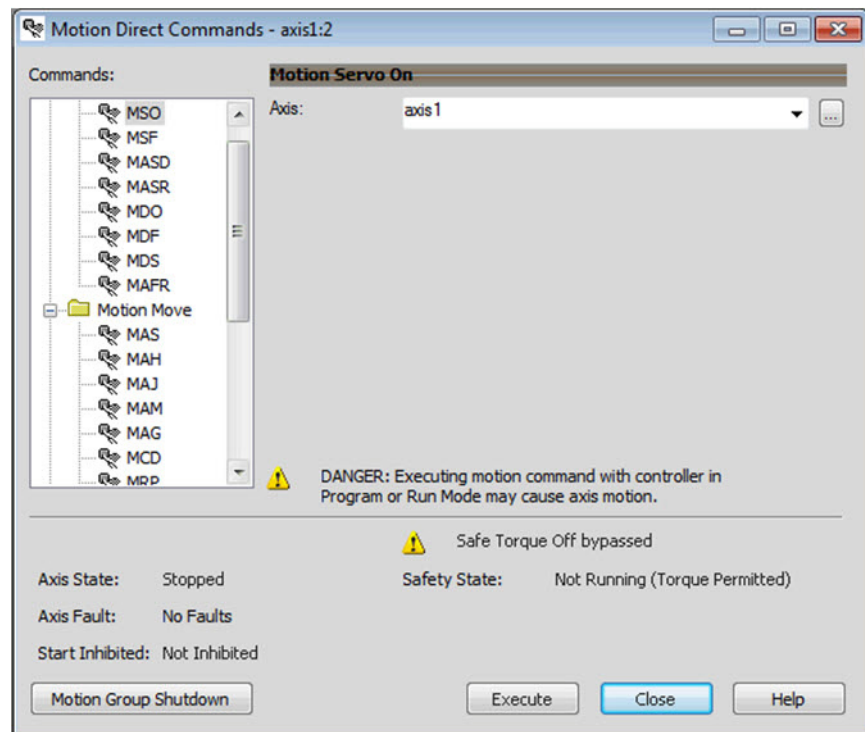 Motion Direct Commands - axis1:2
Commands:
MSO
MSF
MASD
MASR
MDO
MDF
MDS
MAFR
Motion Move
MAS
MAH
MAJ
MAM
MAG
MCD
MRP
Motion Servo On
Axis: axis1 ...
DANGER: Executing motion command with controller in
Program or Run Mode may cause axis motion.
Safe Torque Off bypassed
Axis State: Stopped Safety State: Not Running (Torque Permitted)
Axis Fault: No Faults
Start Inhibited: Not Inhibited
Motion Group Shutdown Execute Close Help